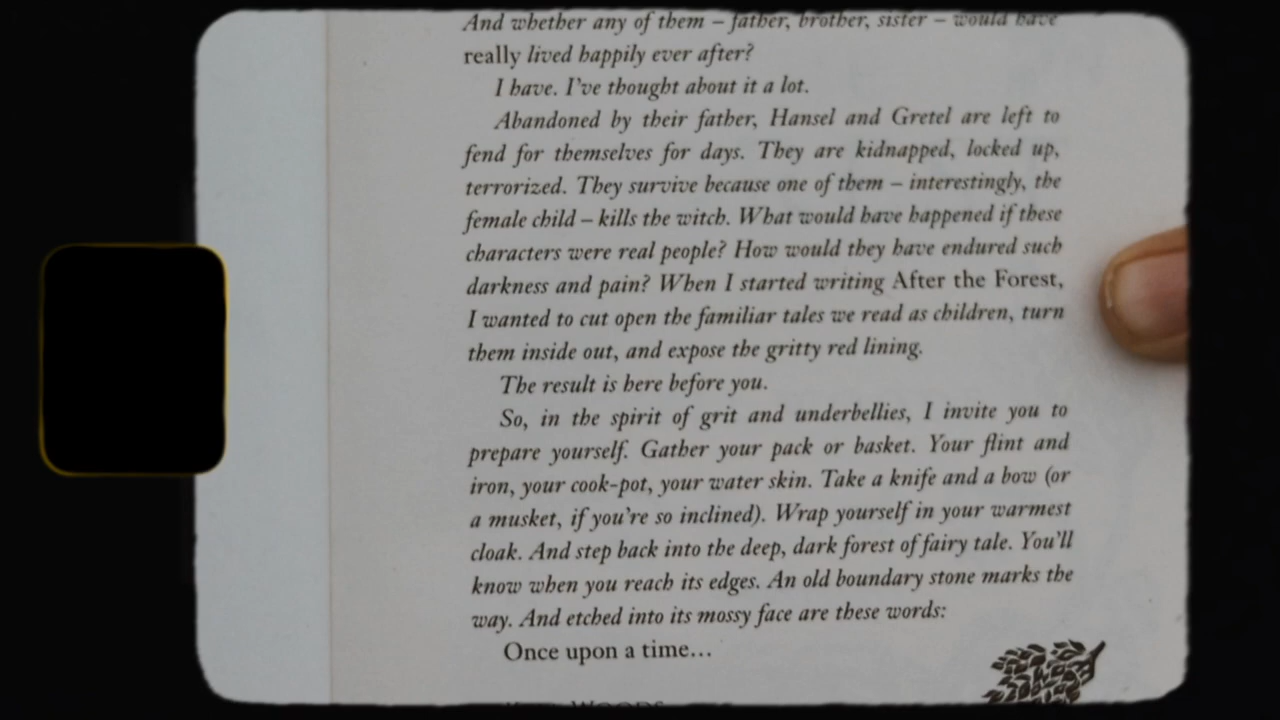 And whether any of them – father, brother, sister – would have
really lived happily ever after?
I have. I've thought about it a lot.
Abandoned by their father, Hansel and Gretel are left to
fend for themselves for days. They are kidnapped, locked up,
terrorized. They survive because one of them – interestingly, the
female child – kills the witch. What would have happened if these
characters were real people? How would they have endured such
darkness and pain? When I started writing After the Forest,
I wanted to cut open the familiar tales we read as children, turn
them inside out, and expose the gritty red lining.
The result is here before you.
So, in the spirit of grit and underbellies, I invite you to
prepare yourself. Gather your pack or basket. Your flint and
iron, your cook-pot, your water skin. Take a knife and a bow (or
a musket, if you're so inclined). Wrap yourself in your warmest
cloak. And step back into the deep, dark forest of fairy tale. You'll
know when you reach its edges. An old boundary stone marks the
way. And etched into its mossy face are these words:
Once upon a time…
Woods